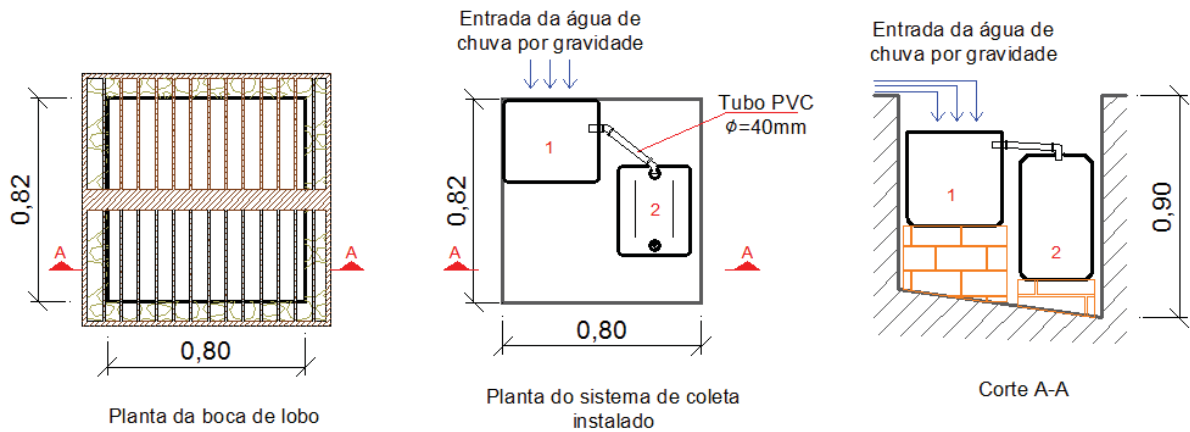 0,82
A
A
0,80
Planta da boca de lobo
Entrada da água de
chuva por gravidade
Tubo PVC
ϕ=40mm
1
2
0,82
A
A
0,80
Planta do sistema de coleta
instalado
Entrada da água de
chuva por gravidade
1
2
0,90
Corte A-A